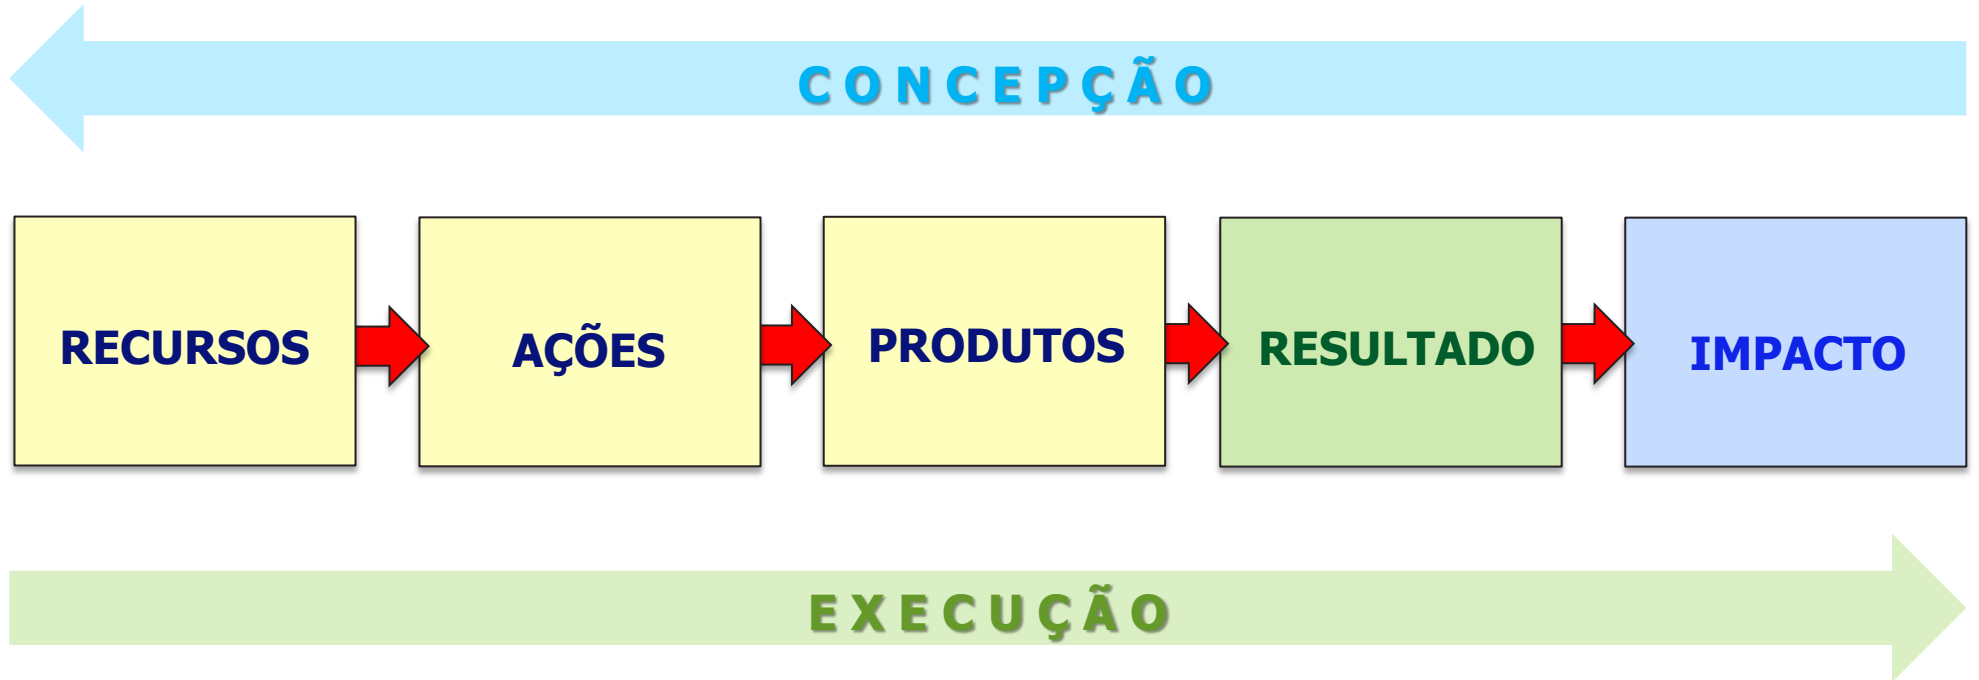 CONCEPÇÃO
RECURSOS
AÇÕES
PRODUTOS
RESULTADO
IMPACTO
EXECUÇÃO